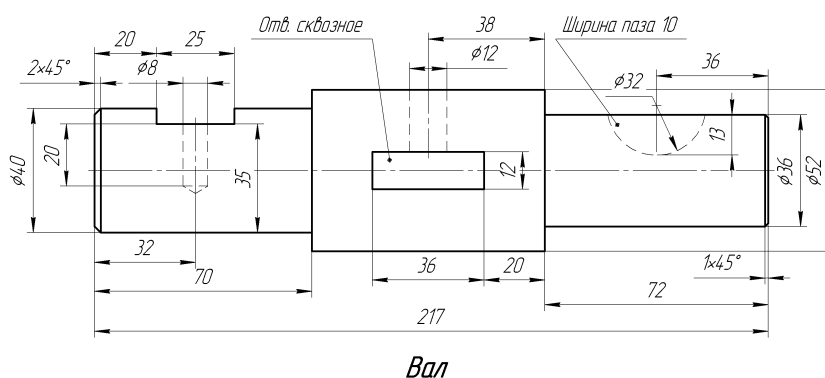 Отв. сквозное
38
Ширина паза 10
20
25
ø12
36
2×45°
ø8
ø32
ø40
20
35
12
13
ø36
ø52
32
36
20
1×45°
70
72
217
Вал